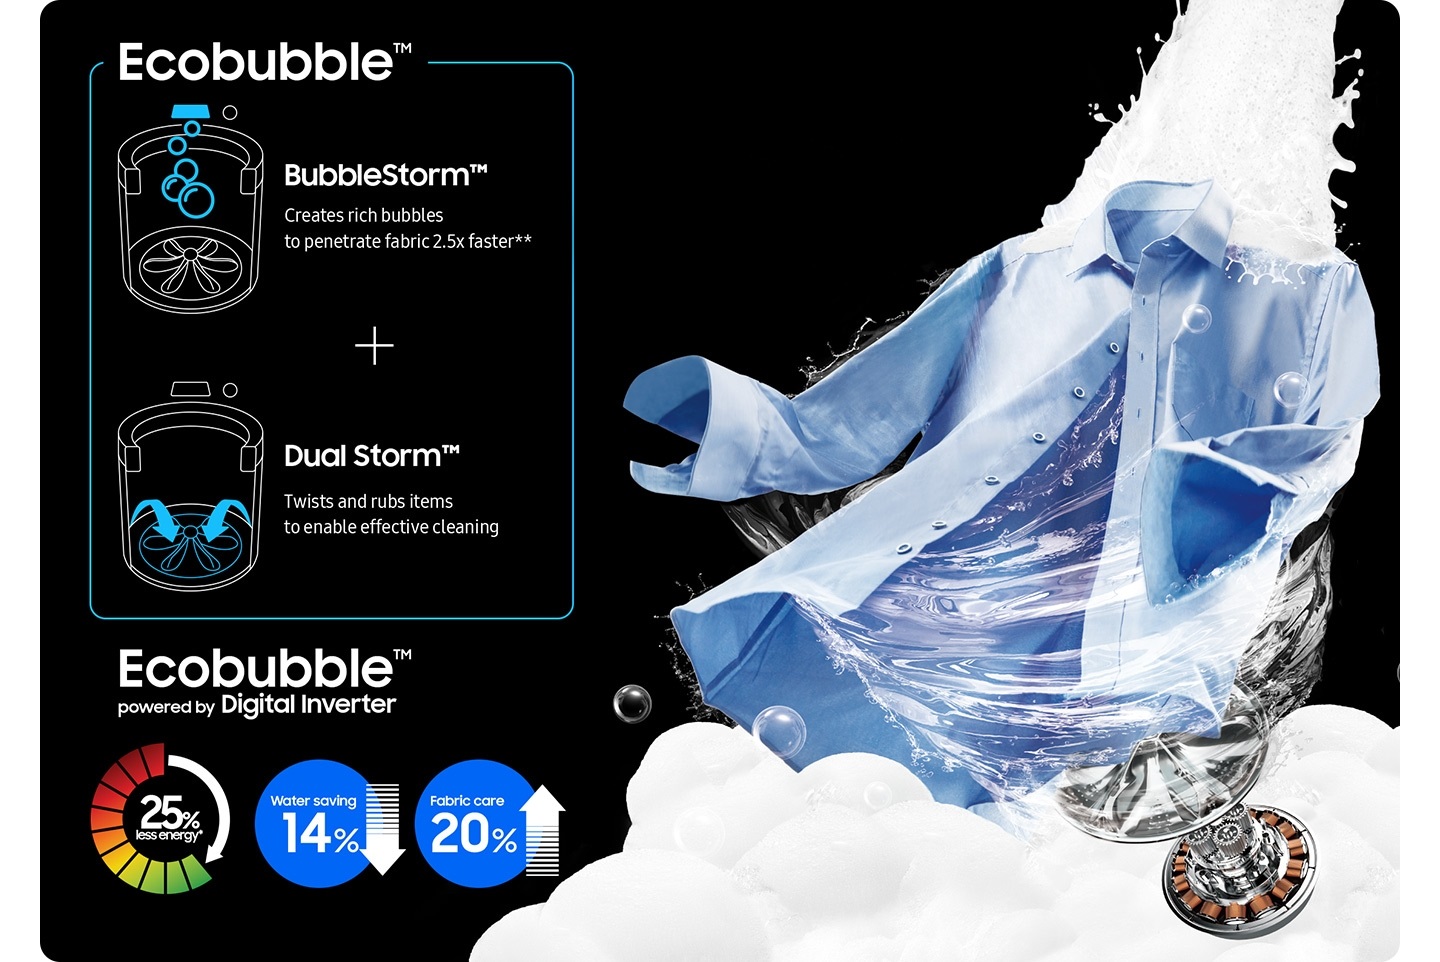 Ecobubble™
BubbleStorm™
Creates rich bubbles
to penetrate fabric 2.5x faster**
Dual Storm™
Twists and rubs items
to enable effective cleaning
Ecobubble™
powered by Digital Inverter
25%
less energy*
Water saving
14%
Fabric care
20%